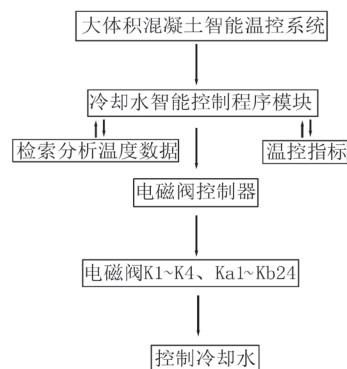 大体积混凝土智能温控系统
冷却水智能控制程序模块
检索分析温度数据
温控指标
电磁阀控制器
电磁阀K1~K4、Ka1~Kb24
控制冷却水